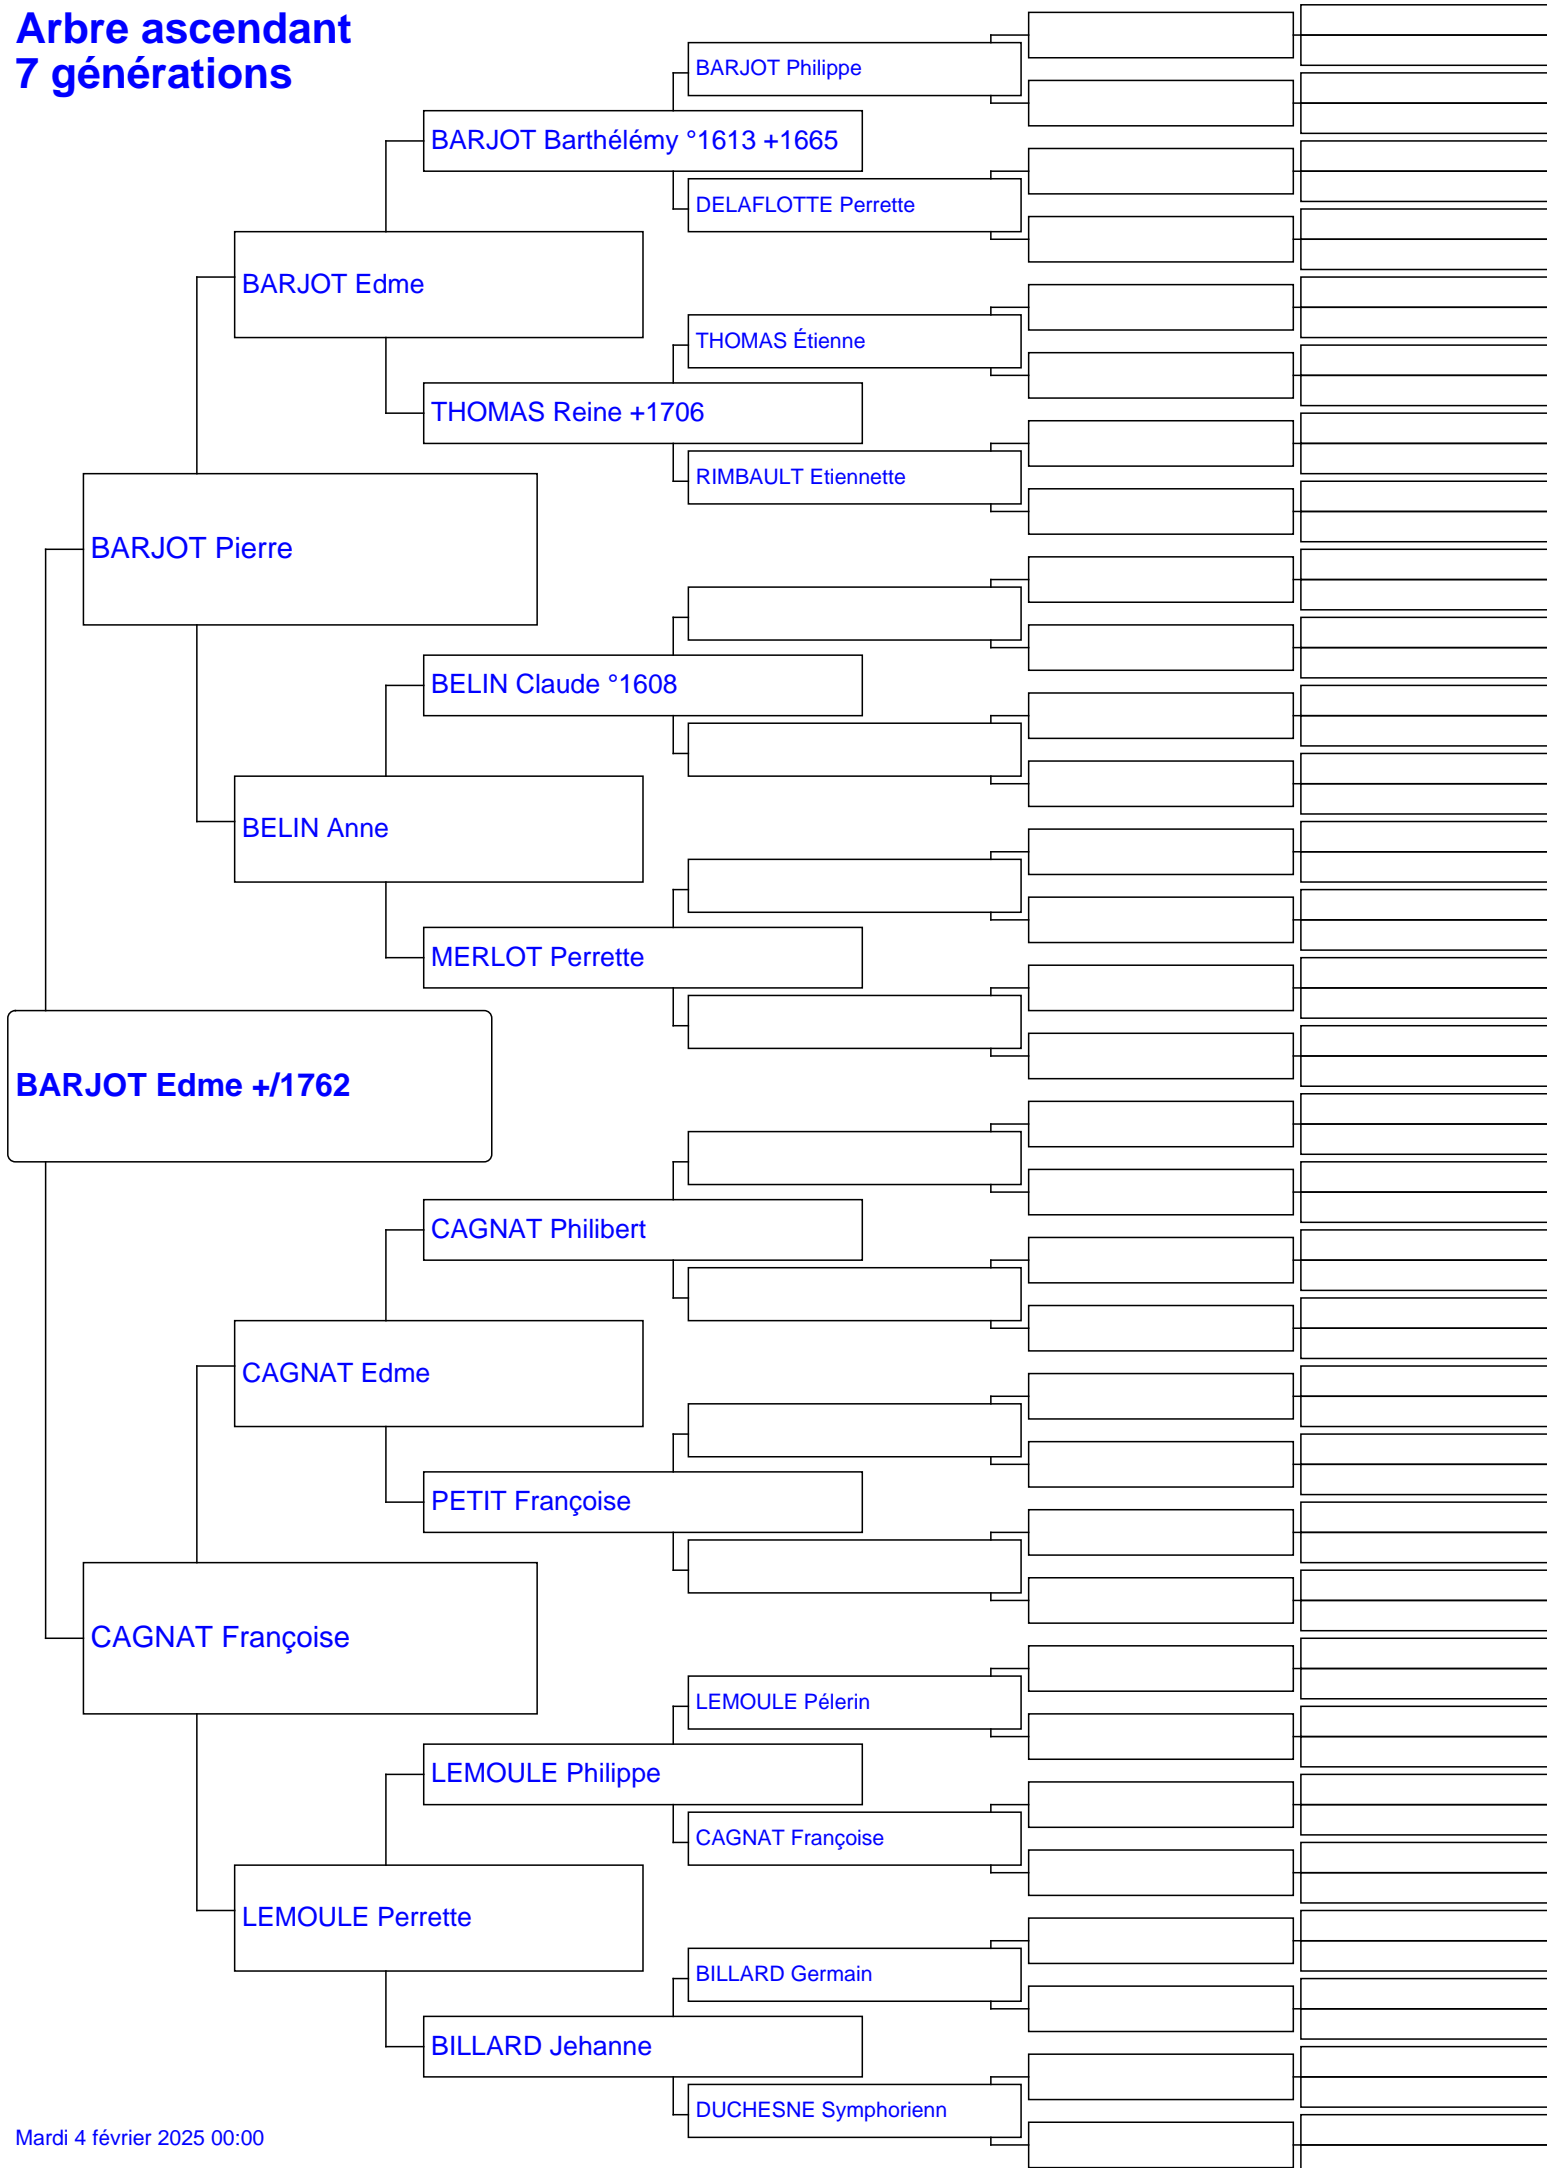 Arbre ascendant
7 générations
BARJOT Philippe
BARJOT Barthélémy °1613 +1665
DELAFLOTTE Perrette
BARJOT Edme
THOMAS Étienne
THOMAS Reine +1706
RIMBAULT Etiennette
BARJOT Pierre
BELIN Claude °1608
BELIN Anne
MERLOT Perrette
BARJOT Edme +/1762
CAGNAT Philibert
CAGNAT Edme
PETIT Françoise
CAGNAT Françoise
LEMOULE Pélerin
LEMOULE Philippe
CAGNAT Françoise
LEMOULE Perrette
BILLARD Germain
BILLARD Jehanne
DUCHESNE Symphorienn
Mardi 4 février 2025 00:00